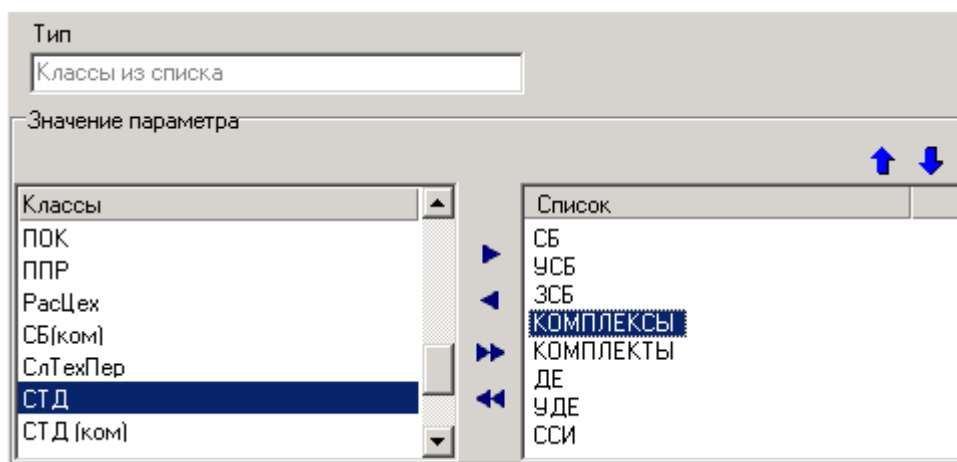 Тип
Классы из списка
Значение параметра
Классы
ПОК
ППР
РасЦех
СБ(ком)
СлТехПер
СТД
СТД (ком)
Список
СБ
УСБ
ЗСБ
КОМПЛЕКСЫ
КОМПЛЕКТЫ
ДЕ
УДЕ
ССИ